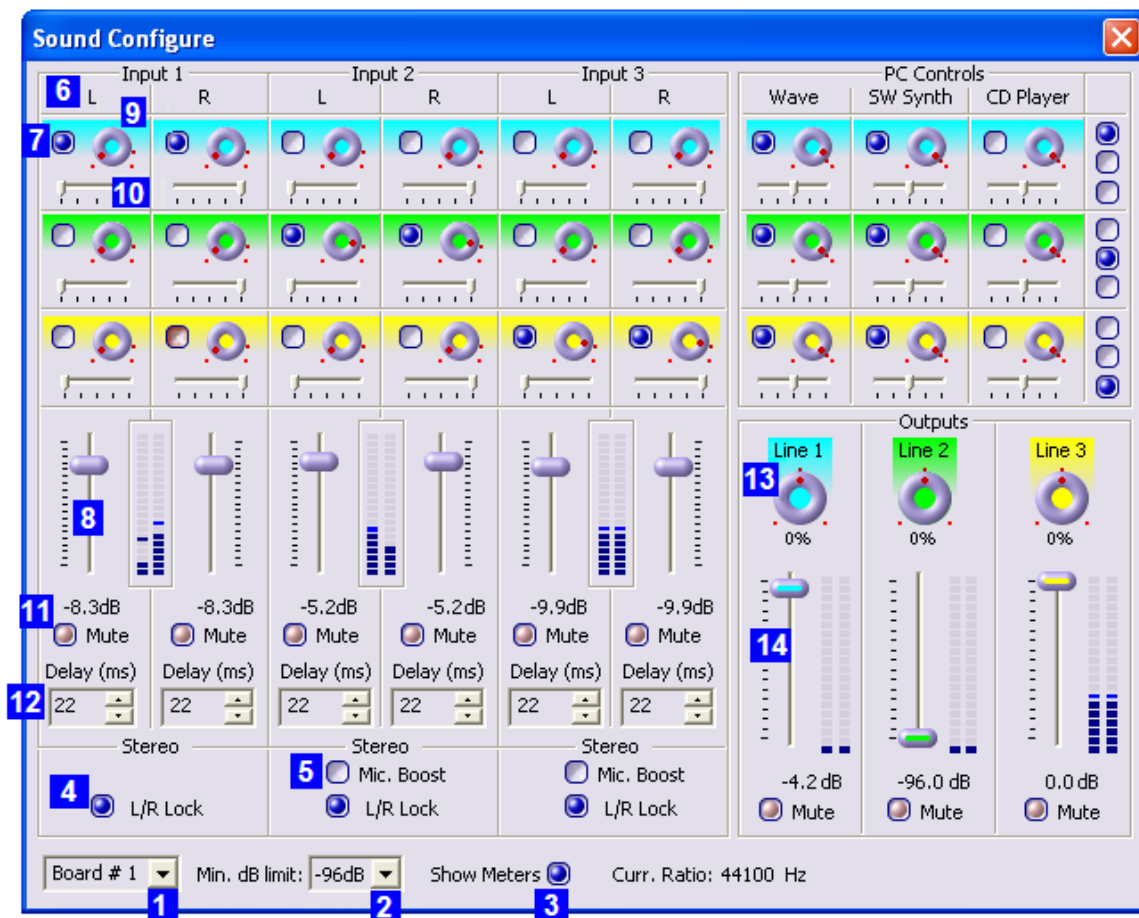 Sound Configure
Input 1 Input 2 Input 3 PC Controls
6 L R L R L R Wave SW Synth CD Player
9
7
10
Outputs
Line 1 Line 2 Line 3
13
8
0% 0% 0%
11 -8.3dB -8.3dB -5.2dB -5.2dB -9.9dB -9.9dB
Mute Mute Mute Mute Mute Mute
14
Delay (ms) Delay (ms) Delay (ms) Delay (ms) Delay (ms) Delay (ms)
12 22 22 22 22 22 22
Stereo Stereo Stereo
5 Mic. Boost Mic. Boost
-4.2 dB -96.0 dB 0.0 dB
4 L/R Lock L/R Lock L/R Lock
Mute Mute Mute
Board # 1 Min. dB limit: -96dB Show Meters Curr. Ratio: 44100 Hz
1 2 3